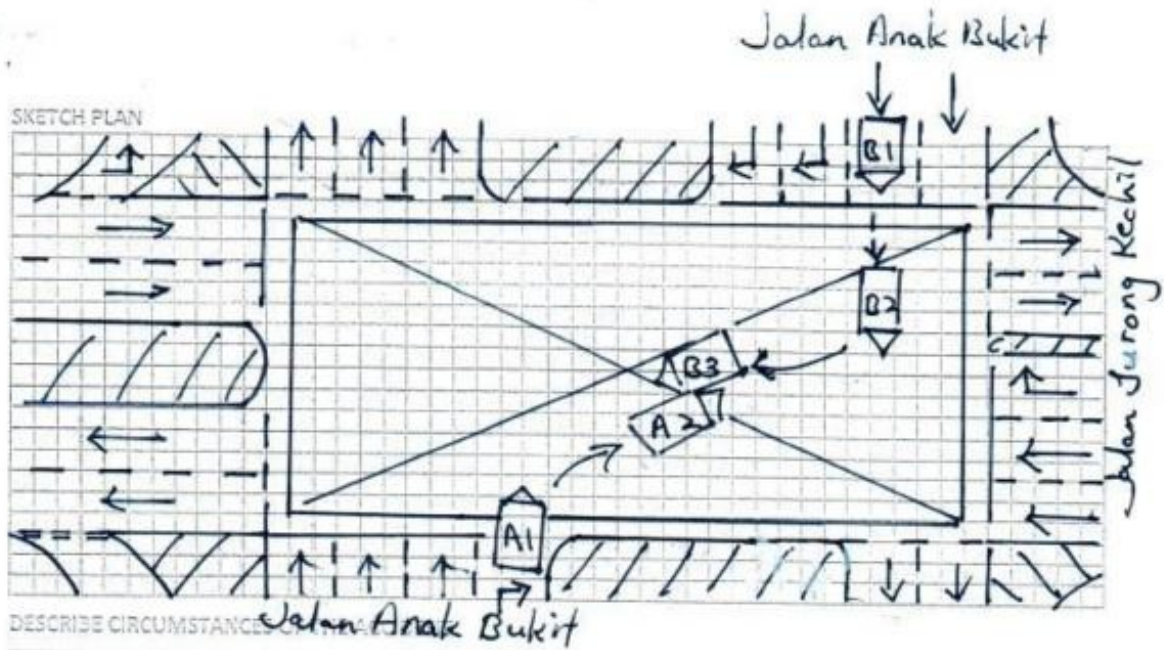 Jalan Anak Bukit
SKETCH PLAN
B1
B2
B3
A2
A1
Jalan Jurong Kechil
Jalan Anak Bukit
DESCRIBE CIRCUMSTANCES